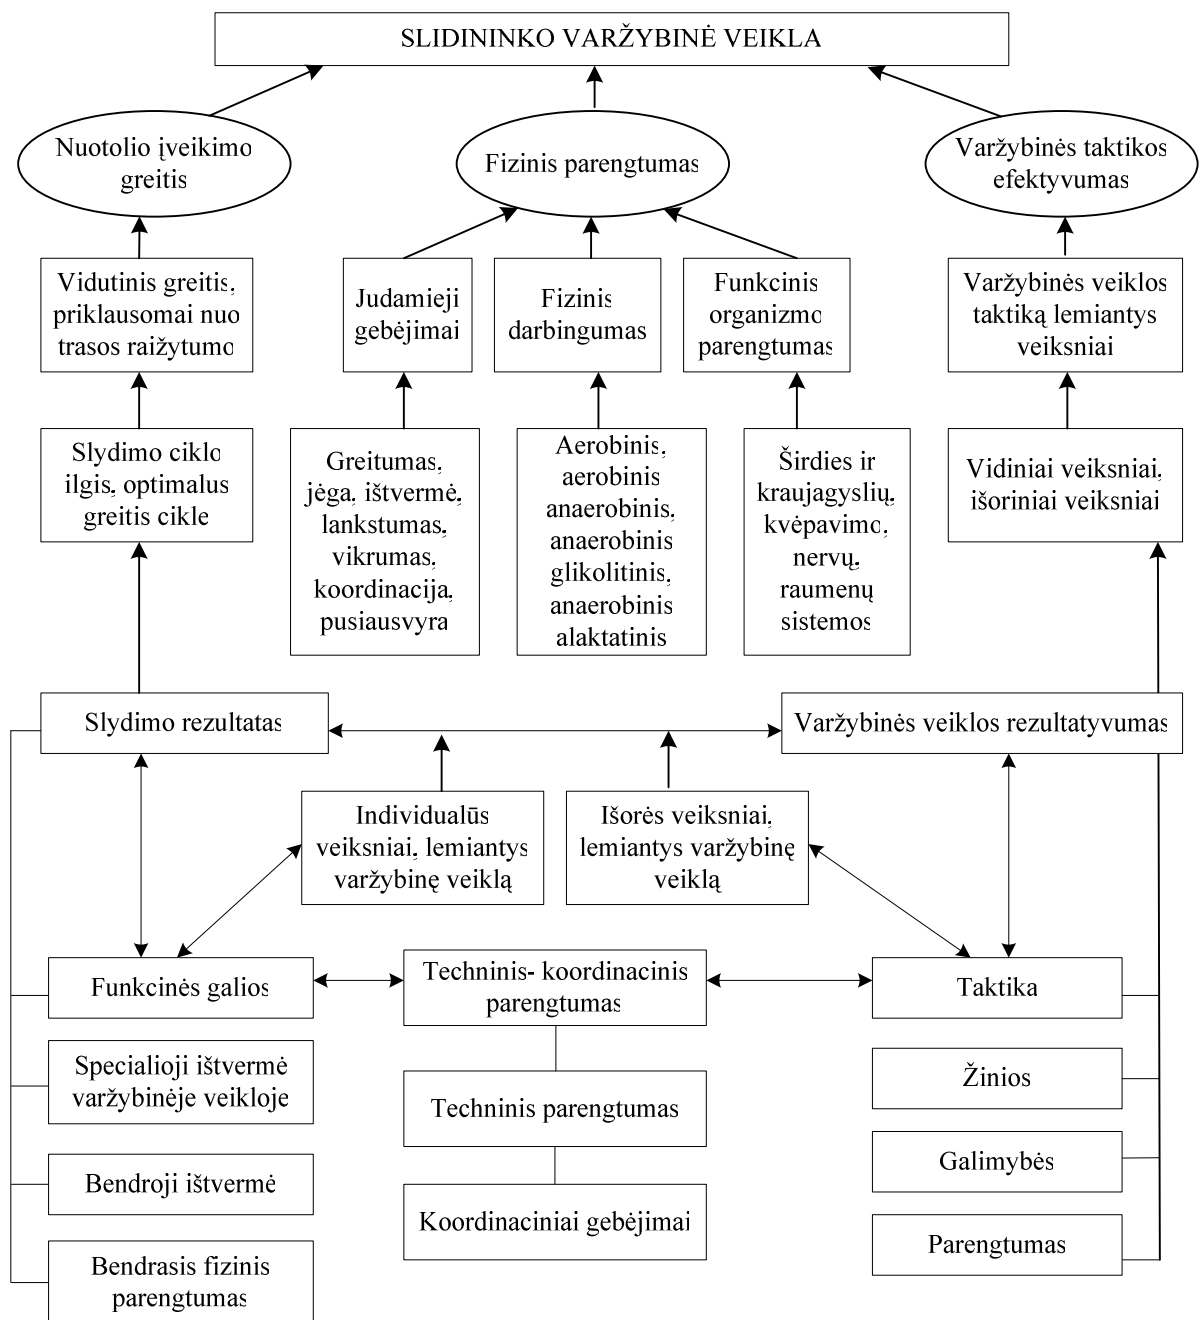 SLIDININKO VARŽYBINĖ VEIKLA
Nuotolio įveikimo
greitis
Fizinis parengtumas
Varžybinės taktikos
efektyvumas
Vidutinis greitis,
priklausomai nuo
trasos raižytumo
Judamieji
gebėjimai
Fizinis
darbingumas
Funkcinis
organizmo
parengtumas
Varžybinės veiklos
taktiką lemiantys
veiksniai
Slydimo ciklo
ilgis, optimalus
greitis cikle
Greitumas,
jėga, ištvermė,
lankstumas,
vikrumas,
koordinacija,
pusiausvyra
Aerobinis,
aerobinis
anaerobinis,
anaerobinis
glikolitinis,
anaerobinis
alaktatinis
Širdies ir
kraujagyslių,
kvėpavimo,
nervų,
raumenų
sistemos
Vidiniai veiksniai,
išoriniai veiksniai
Slydimo rezultatas
Varžybinės veiklos rezultatyvumas
Individualūs
veiksniai, lemiantys
varžybinę veiklą
Išorės veiksniai,
lemiantys varžybinę
veiklą
Funkcinės galios
Techninis- koordinacinis
parengtumas
Taktika
Specialioji ištvermė
varžybinėje veikloje
Techninis parengtumas
Žinios
Bendroji ištvermė
Koordinaciniai gebėjimai
Galimybės
Bendrasis fizinis
parengtumas
Parengtumas